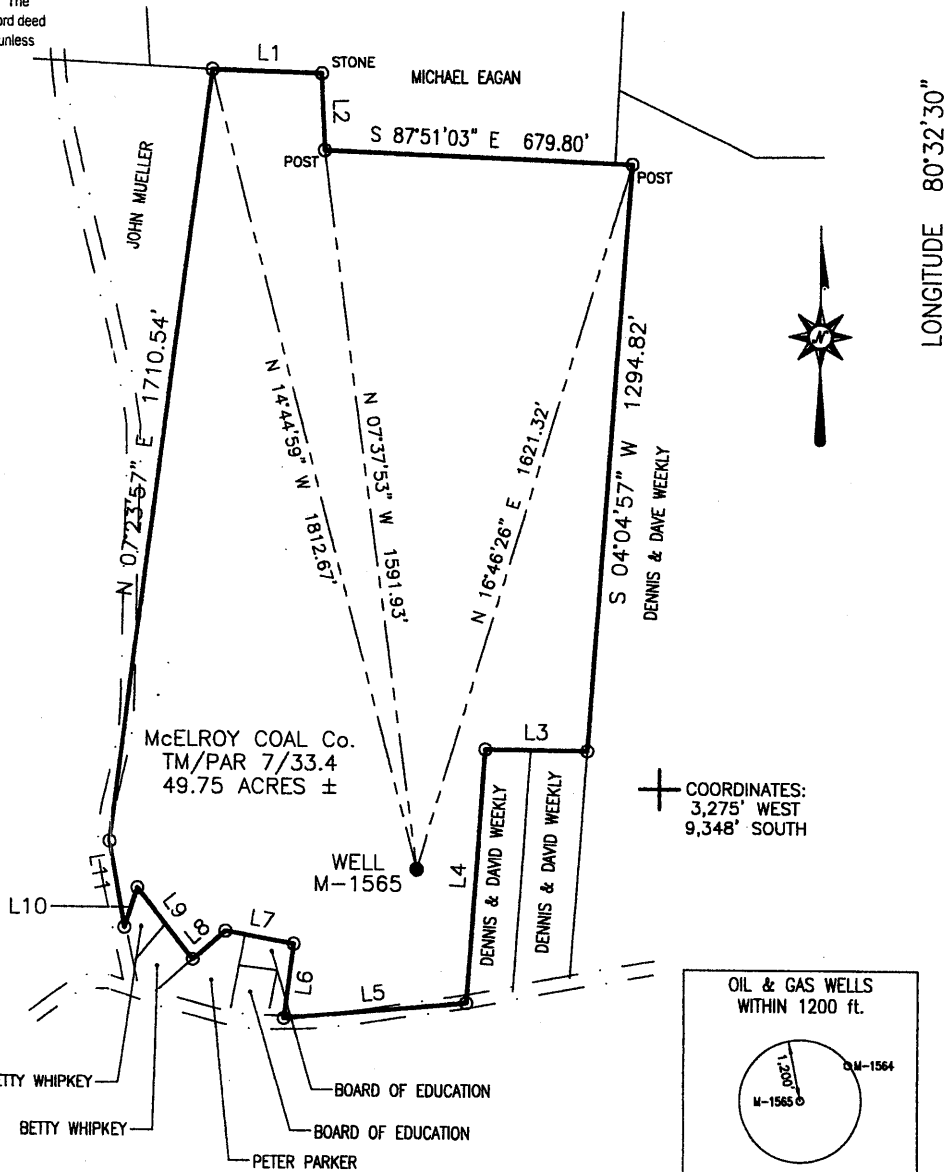 The
ord deed
unless
L1
STONE
MICHAEL EAGAN
L2
S 87°51'03" E 679.80'
POST
POST
JOHN MUELLER
LONGITUDE 80°32'30"
N
N 07°23'57" E 1710.54'
N 14°44'59" W 1812.67'
N 07°37'53" W 1591.93'
N 16°46'26" E 1621.32'
S 04°04'57" W 1294.82'
DENNIS & DAVE WEEKLY
McELROY COAL Co.
TM/PAR 7/33.4
49.75 ACRES ±
L3
COORDINATES:
3,275' WEST
9,348' SOUTH
WELL
M-1565
L4
DENNIS & DAVID WEEKLY
DENNIS & DAVID WEEKLY
L11
L10
L9
L8
L7
L6
L5
OIL & GAS WELLS
WITHIN 1200 ft.
1,200'
M-1564
M-1565
ETTY WHIPKEY
BOARD OF EDUCATION
BETTY WHIPKEY
BOARD OF EDUCATION
PETER PARKER